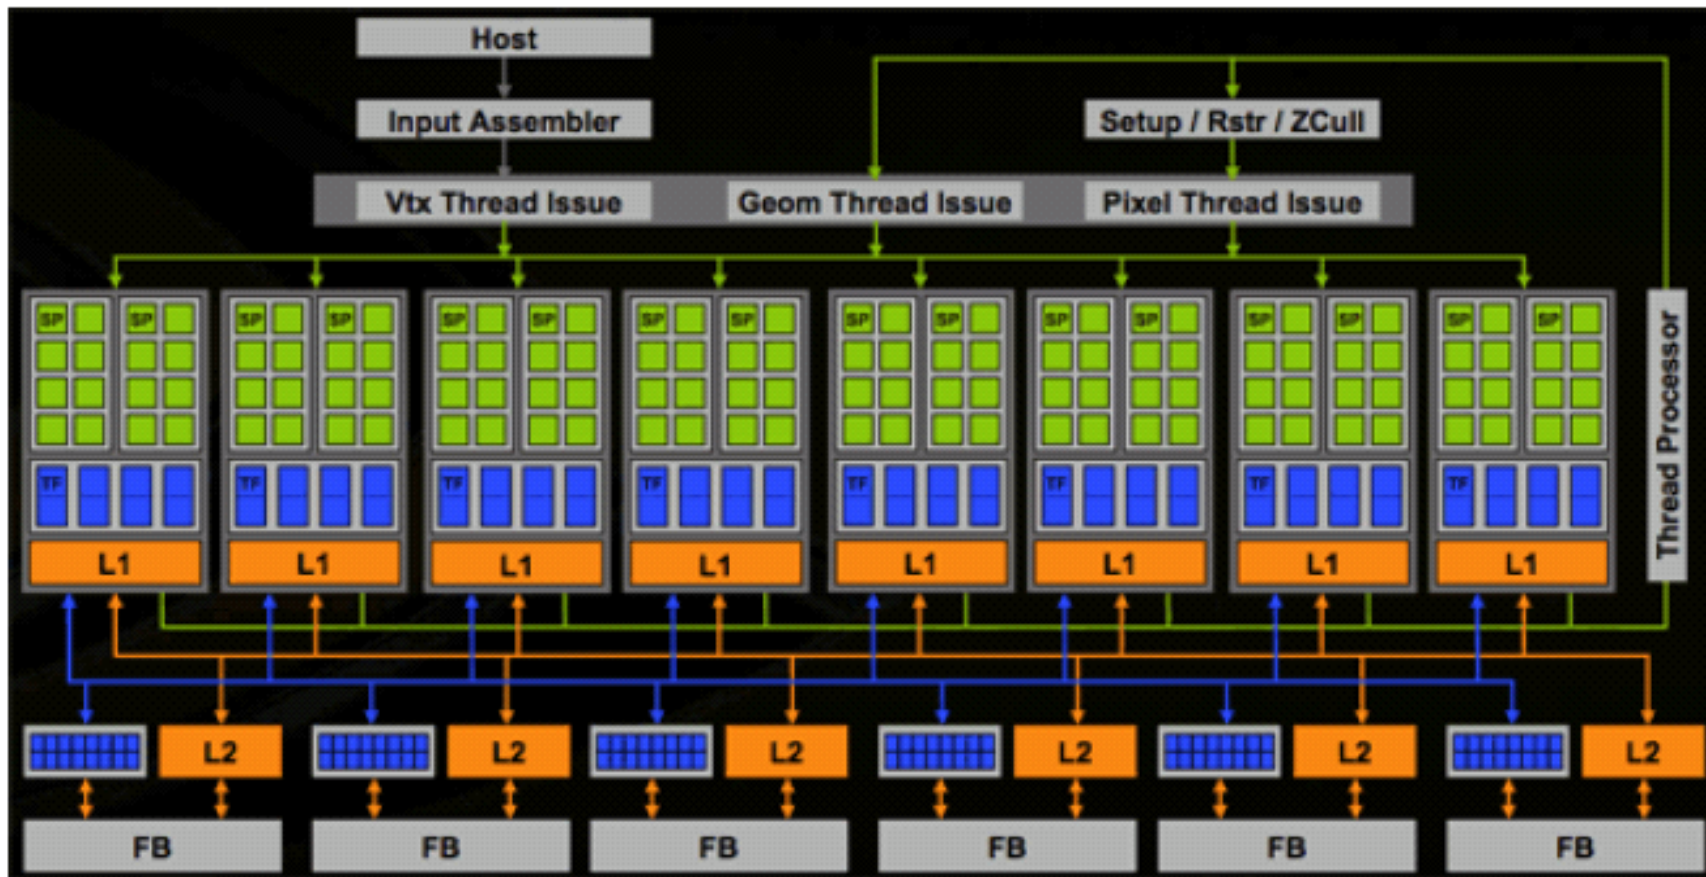 Host
Input Assembler
Setup / Rstr / ZCull
Vtx Thread Issue
Geom Thread Issue
Pixel Thread Issue
SP SP SP SP SP SP SP SP SP SP SP SP SP SP SP SP
TF TF TF TF TF TF TF TF
L1 L1 L1 L1 L1 L1 L1 L1
Thread Processor
L2 L2 L2 L2 L2 L2
FB FB FB FB FB FB